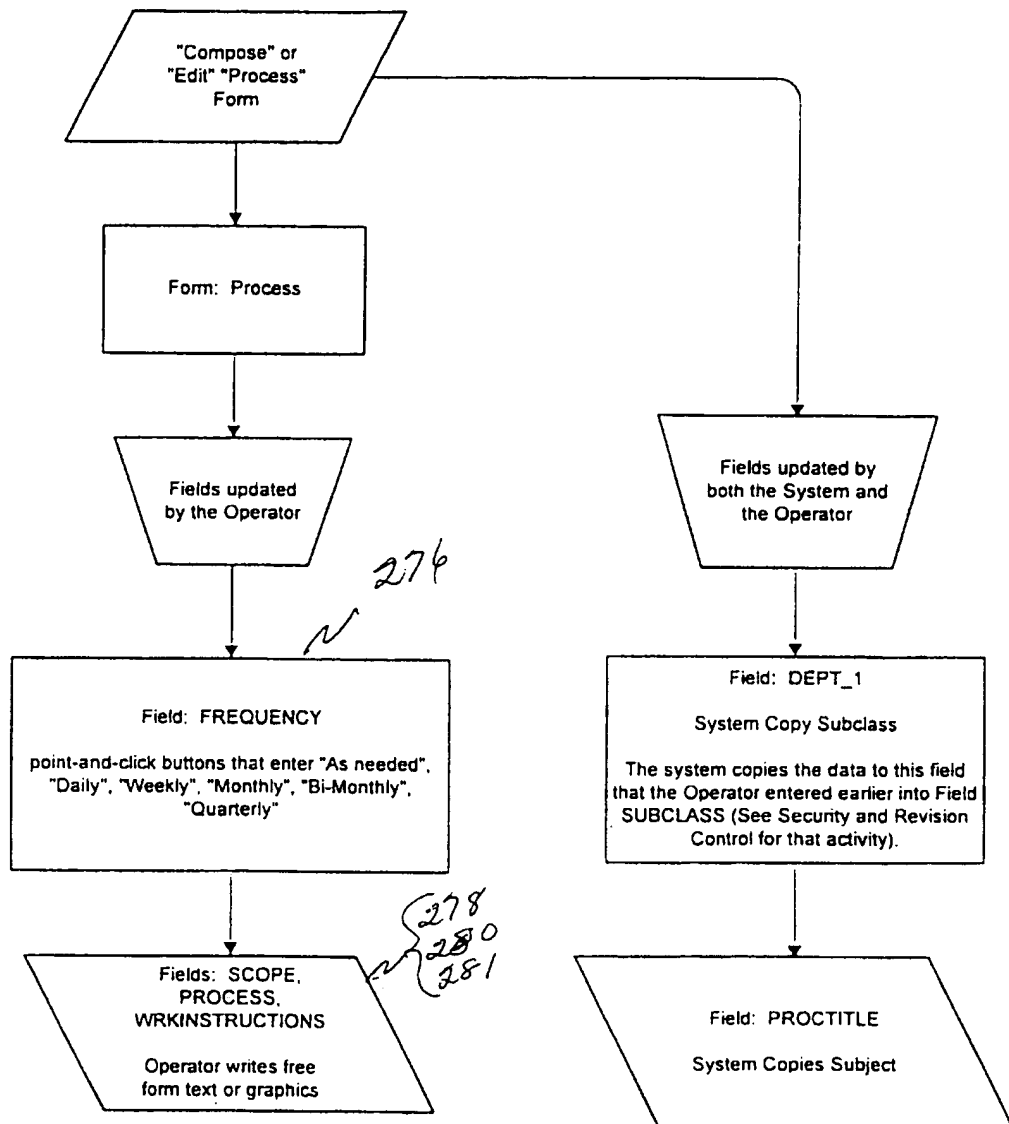 "Compose" or
"Edit" "Process"
Form
Form: Process
Fields updated
by the Operator
Fields updated by
both the System and
the Operator
276
Field: FREQUENCY
point-and-click buttons that enter "As needed",
"Daily", "Weekly", "Monthly", "Bi-Monthly",
"Quarterly"
Field: DEPT_1
System Copy Subclass
The system copies the data to this field
that the Operator entered earlier into Field
SUBCLASS (See Security and Revision
Control for that activity).
278
280
281
Fields: SCOPE,
PROCESS,
WRKINSTRUCTIONS
Operator writes free
form text or graphics
Field: PROCTITLE
System Copies Subject